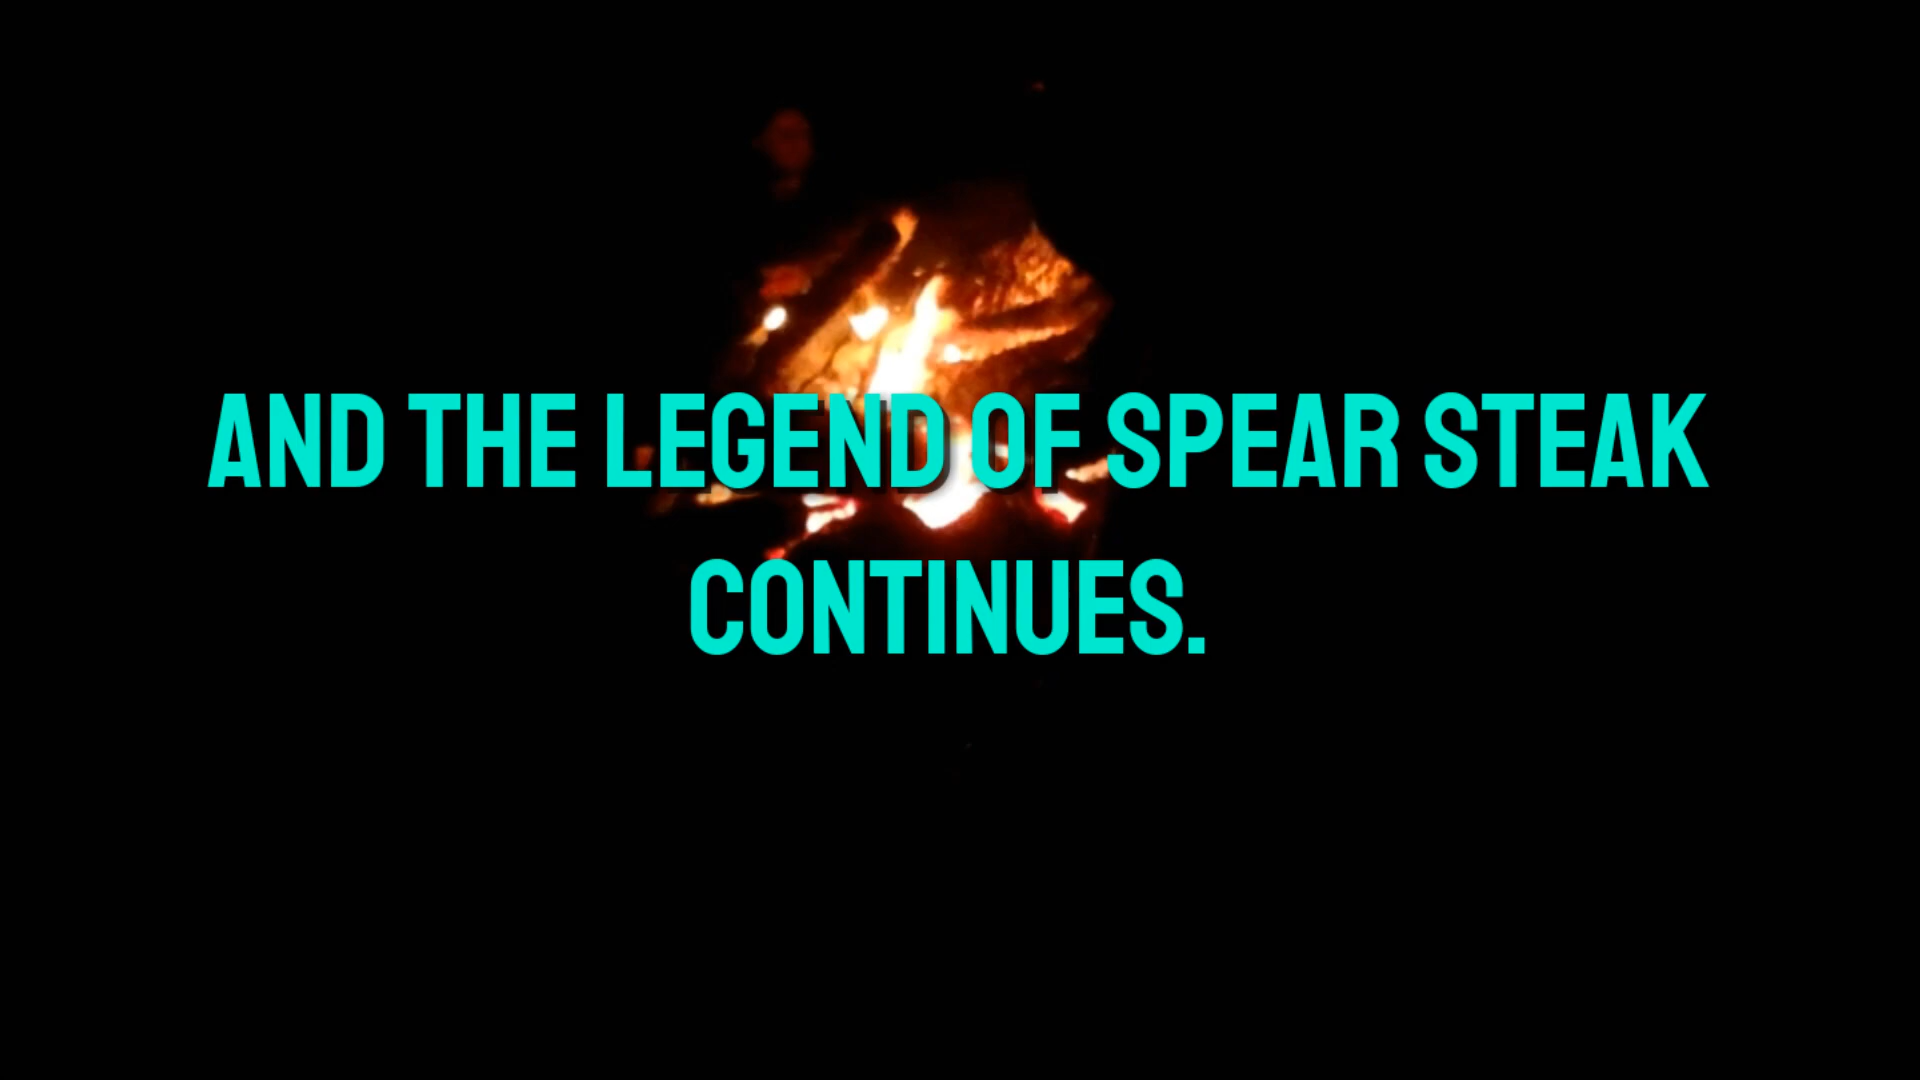 AND THE LEGEND OF SPEAR STEAK
CONTINUES.